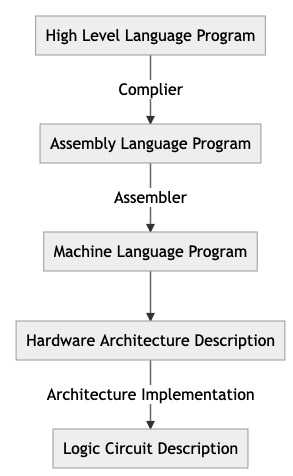 High Level Language Program
Complier
Assembly Language Program
Assembler
Machine Language Program
Hardware Architecture Description
Architecture Implementation
Logic Circuit Description